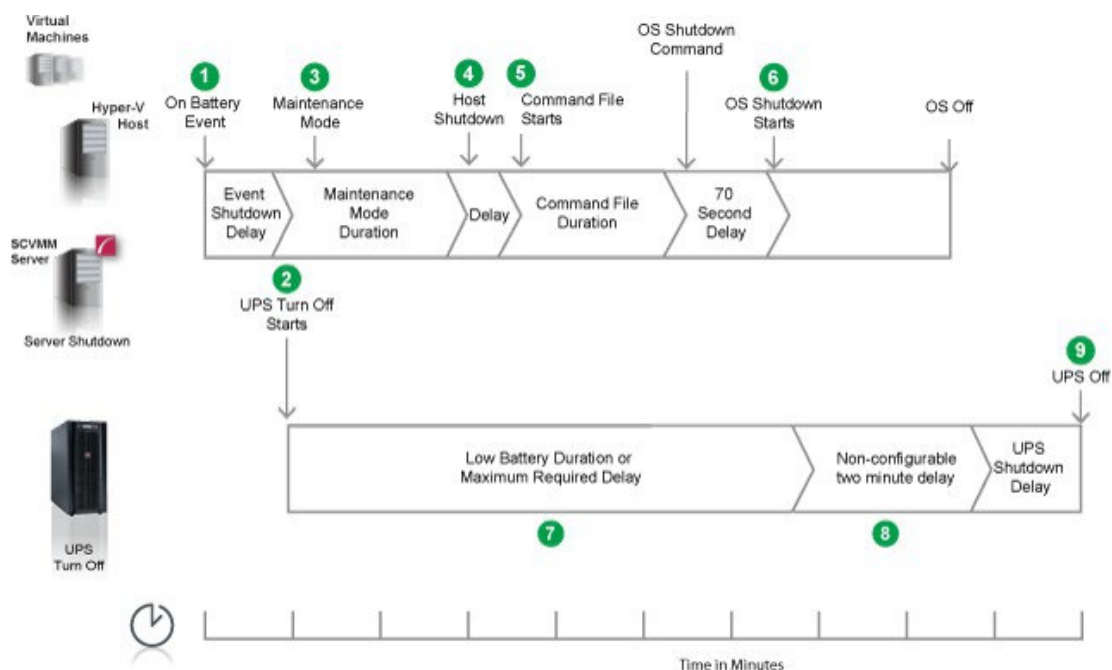 Virtual
Machines
Hyper-V
Host
SCVMM
Server
Server Shutdown
UPS
Turn Off
1
On Battery
Event
3
Maintenance
Mode
4
Host
Shutdown
5
Command File
Starts
OS Shutdown
Command
6
OS Shutdown
Starts
OS Off
Event
Shutdown
Delay
Maintenance
Mode
Duration
Delay
Command File
Duration
70
Second
Delay
2
UPS Turn Off
Starts
9
UPS Off
Low Battery Duration or
Maximum Required Delay
Non-configurable
two minute delay
UPS
Shutdown
Delay
7
8
Time in Minutes